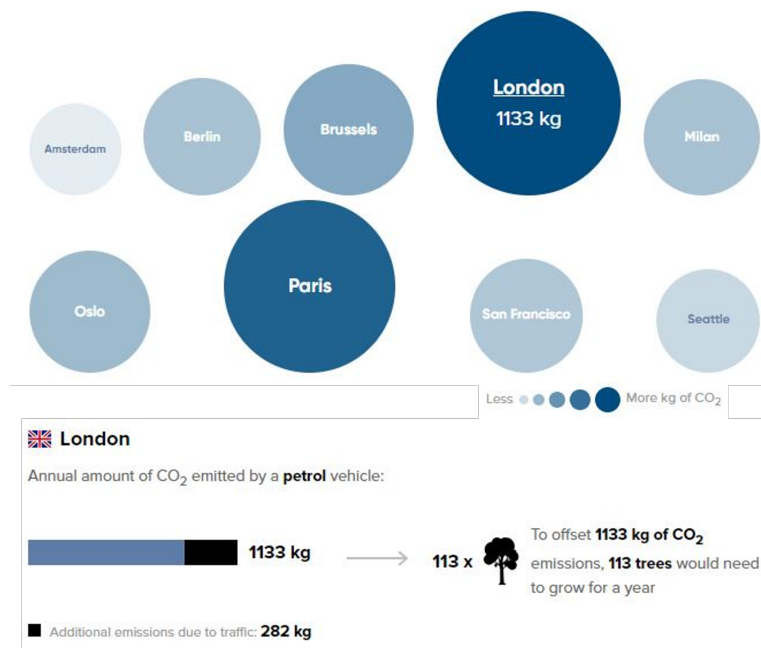 London
1133 kg
Amsterdam
Berlin
Brussels
Milan
Oslo
Paris
San Francisco
Seattle
Less
More kg of CO₂
London
Annual amount of CO₂ emitted by a petrol vehicle:
1133 kg
113 x
To offset 1133 kg of CO₂
emissions, 113 trees would need
to grow for a year
Additional emissions due to traffic: 282 kg